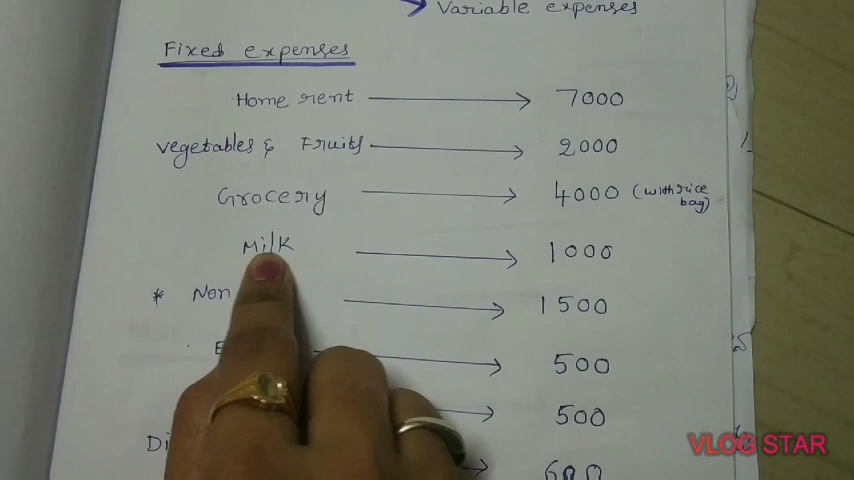 → Variable expenses
Fixed expenses
Home rent → 7000
vegetables & Fruits → 2000
Grocery → 4000 (with rice bag)
Milk → 1000
* Non → 1500
→ 500
Di → 500
→ 600
VLOG STAR